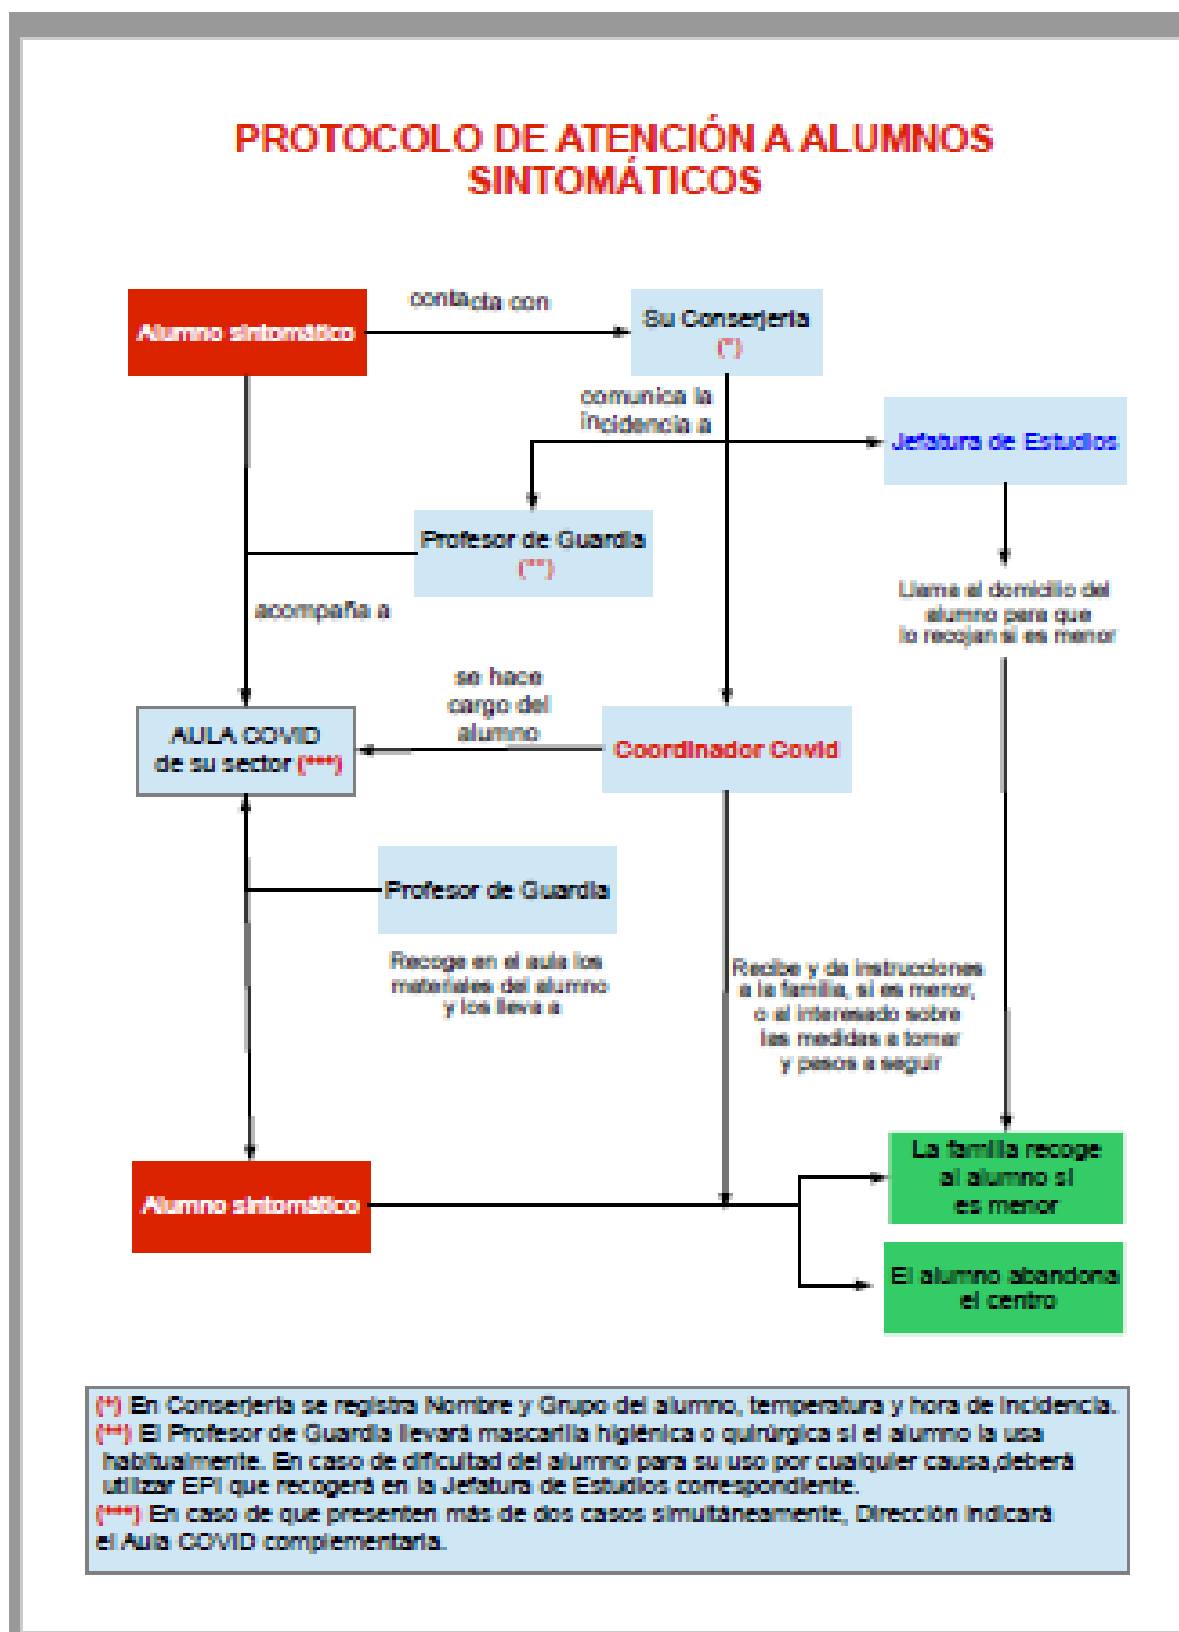 PROTOCOLO DE ATENCIÓN A ALUMNOS
SINTOMÁTICOS
Alumno sintomático
contacta con
Su Conserjería
(*)
comunica la
incidencia a
Jefatura de Estudios
Profesor de Guardia
(**)
acompaña a
Llama al domicilio del
alumno para que
lo recojan si es menor
se hace
cargo del
alumno
AULA COVID
de su sector (***)
Coordinador Covid
Profesor de Guardia
Recoge en el aula los
materiales del alumno
y los lleva a
Recibe y da instrucciones
a la familia, si es menor,
o al interesado sobre
las medidas a tomar
y pasos a seguir
Alumno sintomático
La familia recoge
al alumno si
es menor
El alumno abandona
el centro
(*) En Conserjería se registra Nombre y Grupo del alumno, temperatura y hora de incidencia.
(**) El Profesor de Guardia llevará mascarilla higiénica o quirúrgica si el alumno la usa
habitualmente. En caso de dificultad del alumno para su uso por cualquier causa,deberá
utilizar EPI que recogerá en la Jefatura de Estudios correspondiente.
(***) En caso de que presenten más de dos casos simultáneamente, Dirección indicará
el Aula COVID complementaria.